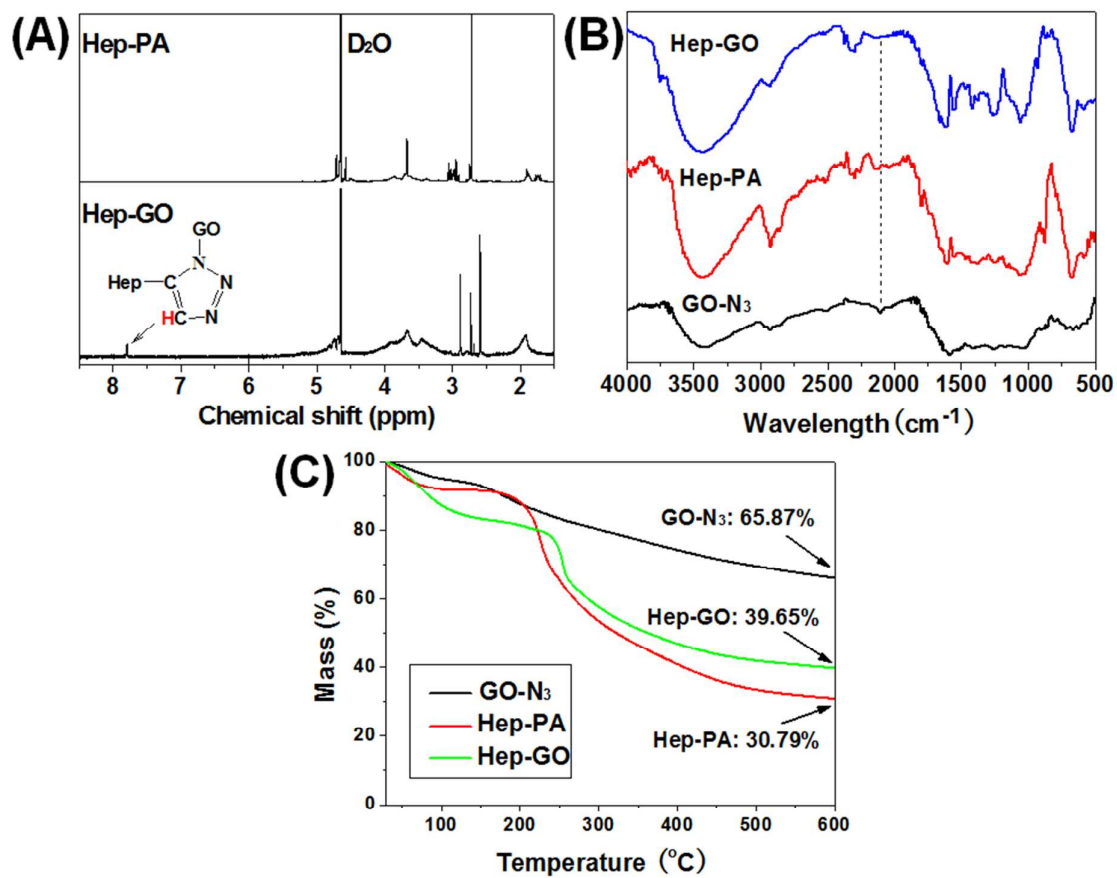 (A)
Hep-PA
D₂O
Hep-GO
GO
N
Hep
C
N
H
C
N
8
7
6
5
4
3
2
Chemical shift (ppm)
(B)
Hep-GO
Hep-PA
GO-N₃
4000 3500 3000 2500 2000 1500 1000 500
Wavelength (cm⁻¹)
(C)
100
80
60
40
20
0
Mass (%)
GO-N₃: 65.87%
Hep-GO: 39.65%
Hep-PA: 30.79%
GO-N₃
Hep-PA
Hep-GO
100 200 300 400 500 600
Temperature (°C)